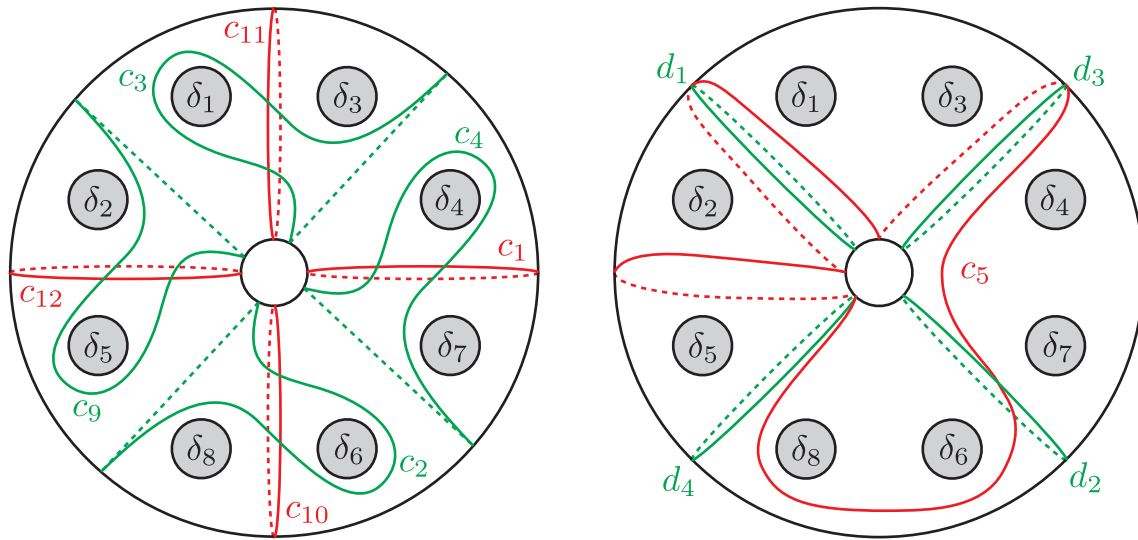 c₁₁
c₃
δ₁
δ₃
c₄
δ₂
δ₄
c₁
c₁₂
δ₅
δ₇
c₉
δ₈
δ₆
c₂
c₁₀
d₁
d₃
δ₁
δ₃
δ₂
δ₄
c₅
δ₅
δ₇
δ₈
δ₆
d₄
d₂